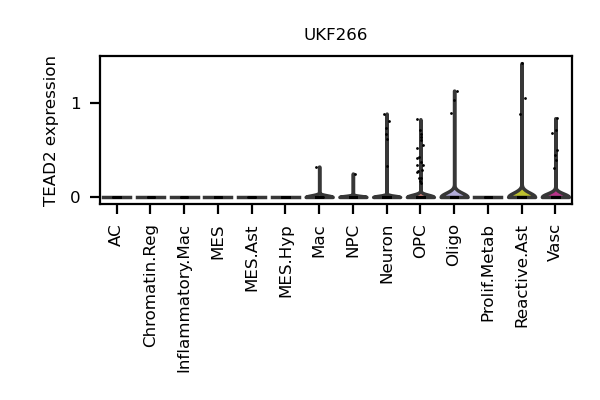 UKF266
TEAD2 expression
1
0
AC
Chromatin.Reg
Inflammatory.Mac
MES
MES.Ast
MES.Hyp
Mac
NPC
Neuron
OPC
Oligo
Prolif.Metab
Reactive.Ast
Vasc